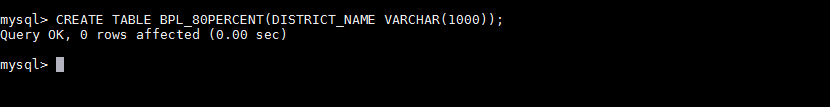 mysql> CREATE TABLE BPL_80PERCENT(DISTRICT_NAME VARCHAR(1000));
Query OK, 0 rows affected (0.00 sec)
mysql>